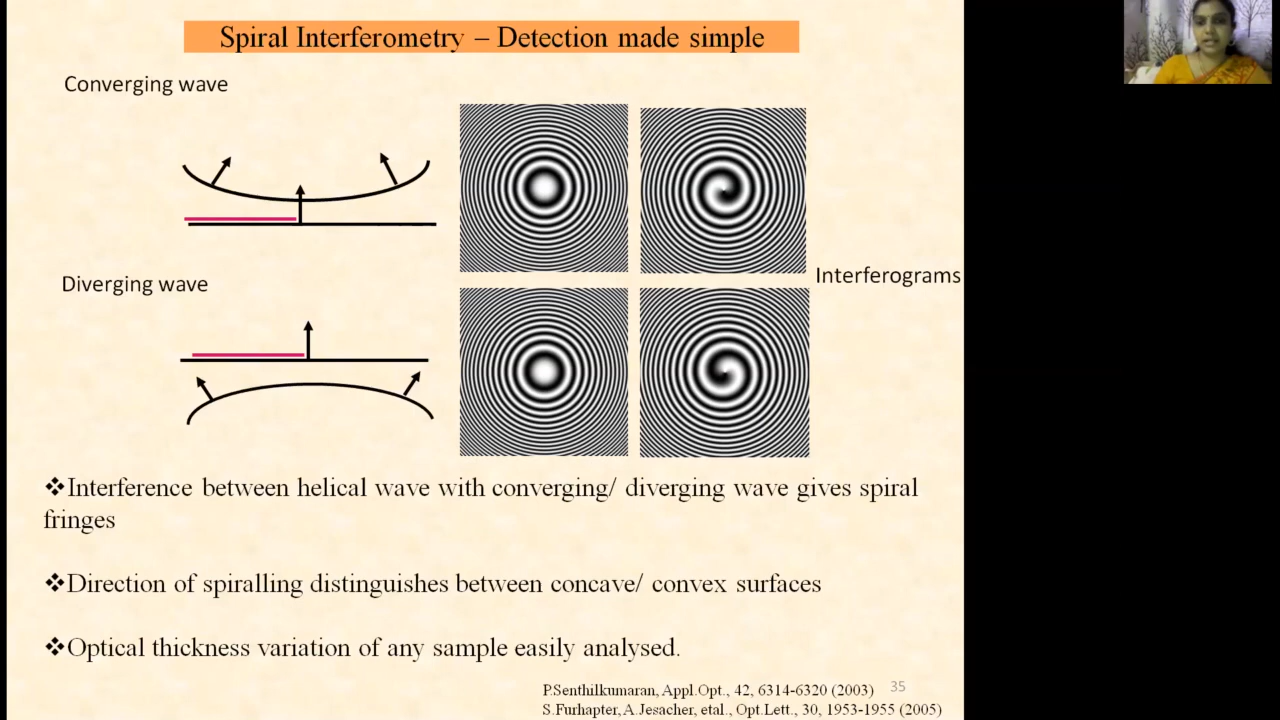 Spiral Interferometry – Detection made simple
Converging wave
Diverging wave
Interferograms
❖Interference between helical wave with converging/ diverging wave gives spiral
fringes
❖Direction of spiralling distinguishes between concave/ convex surfaces
❖Optical thickness variation of any sample easily analysed.
P.Senthilkumaran, Appl.Opt., 42, 6314-6320 (2003)
35
S.Furhapter, A.Jesacher, etal., Opt.Lett., 30, 1953-1955 (2005)